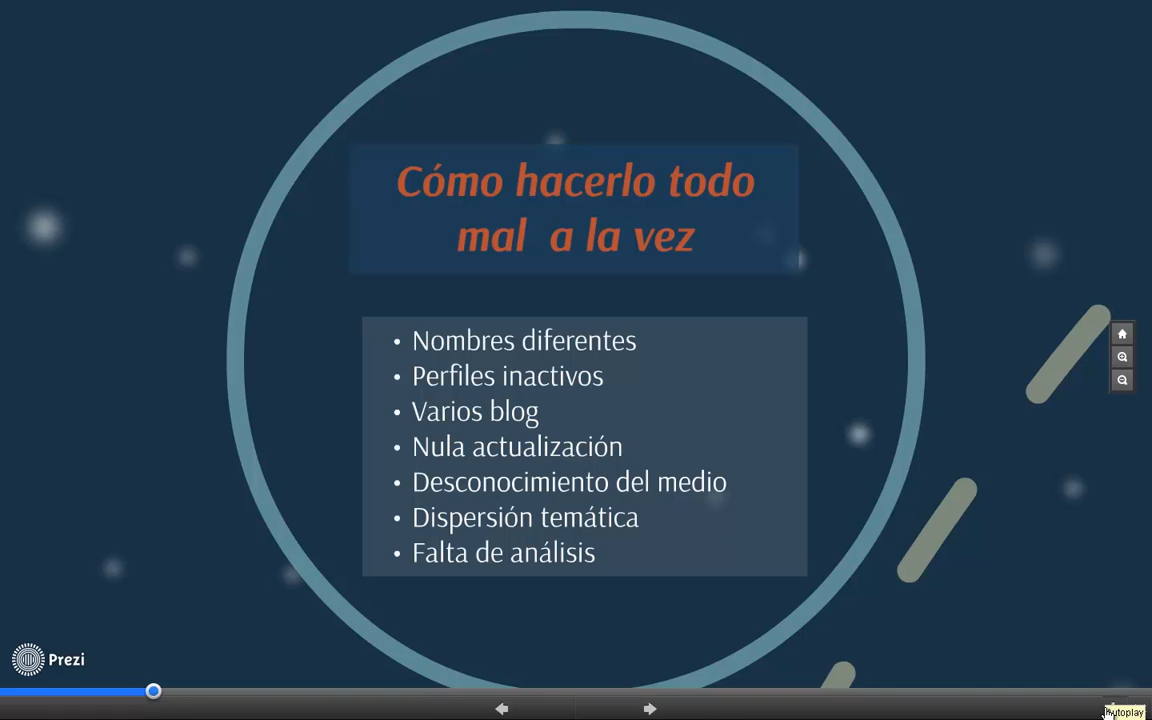 Cómo hacerlo todo
mal a la vez
• Nombres diferentes
• Perfiles inactivos
• Varios blog
• Nula actualización
• Desconocimiento del medio
• Dispersión temática
• Falta de análisis
Prezi
Autoplay